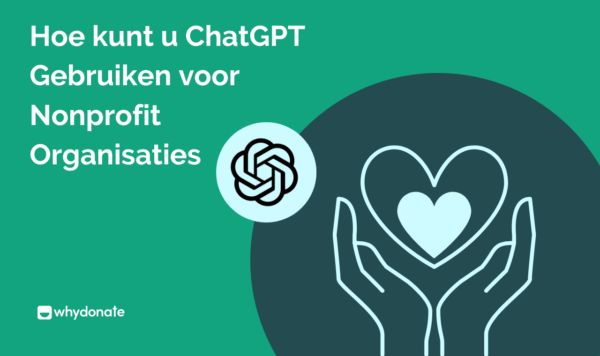 Hoe kunt u ChatGPT
Gebruiken voor
Nonprofit
Organisaties
whydonate